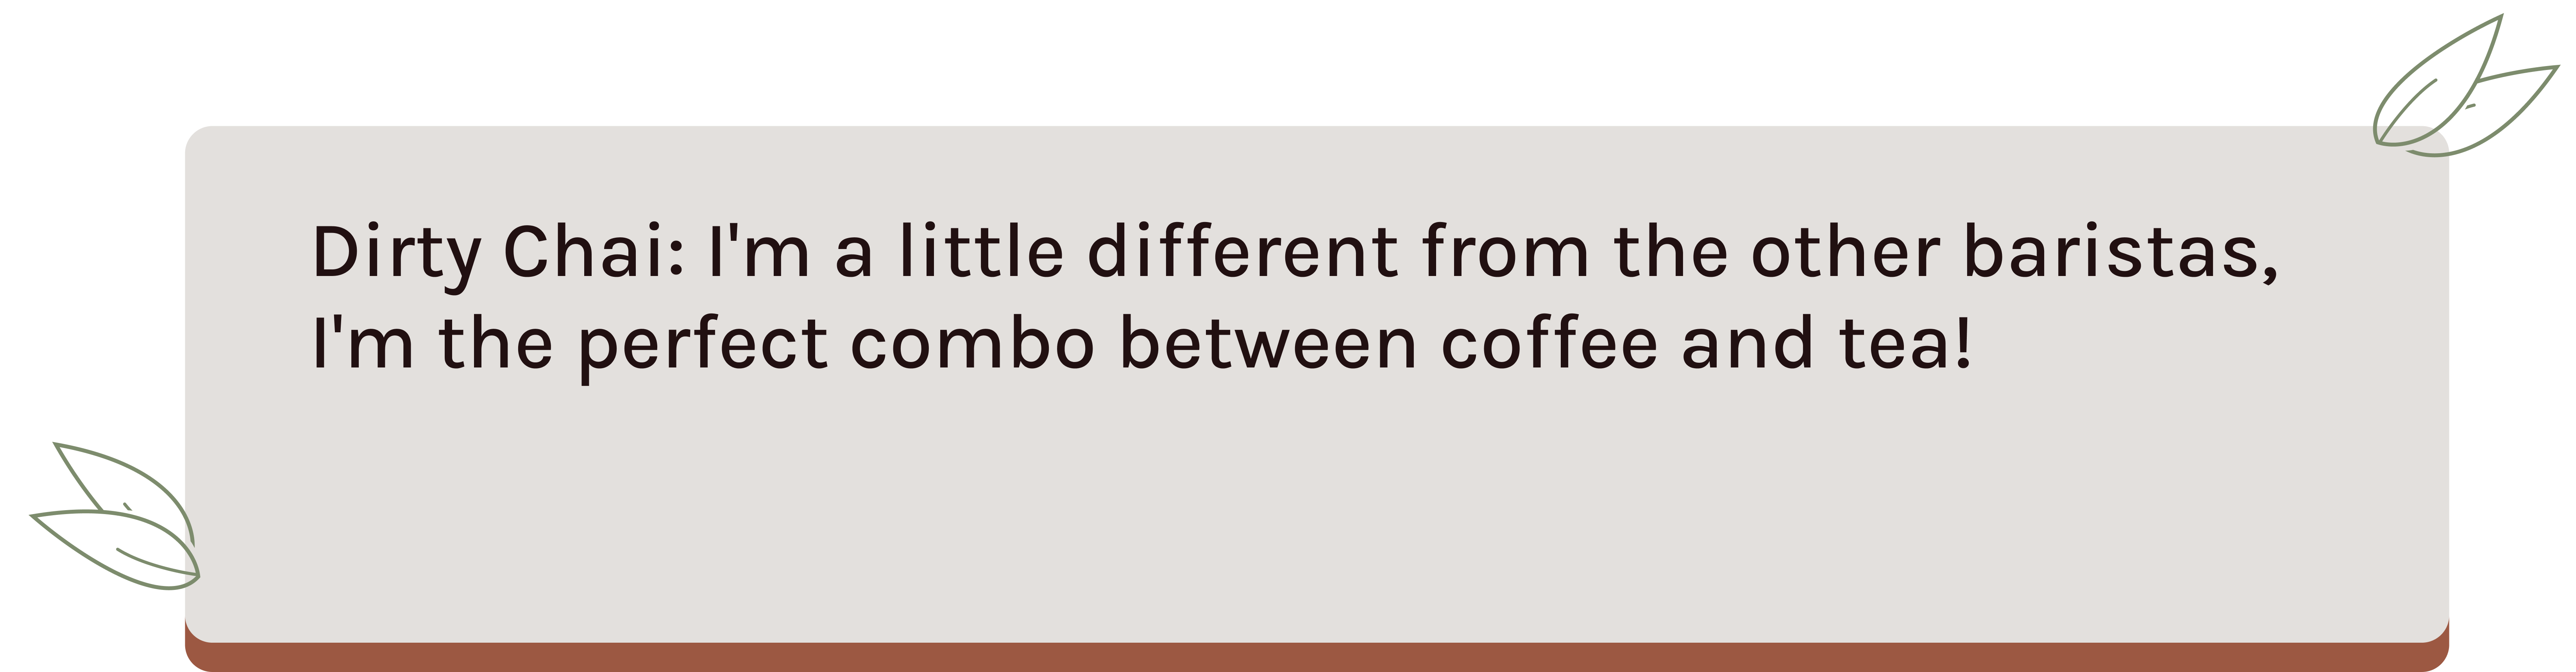 Dirty Chai: I'm a little different from the other baristas,
I'm the perfect combo between coffee and tea!